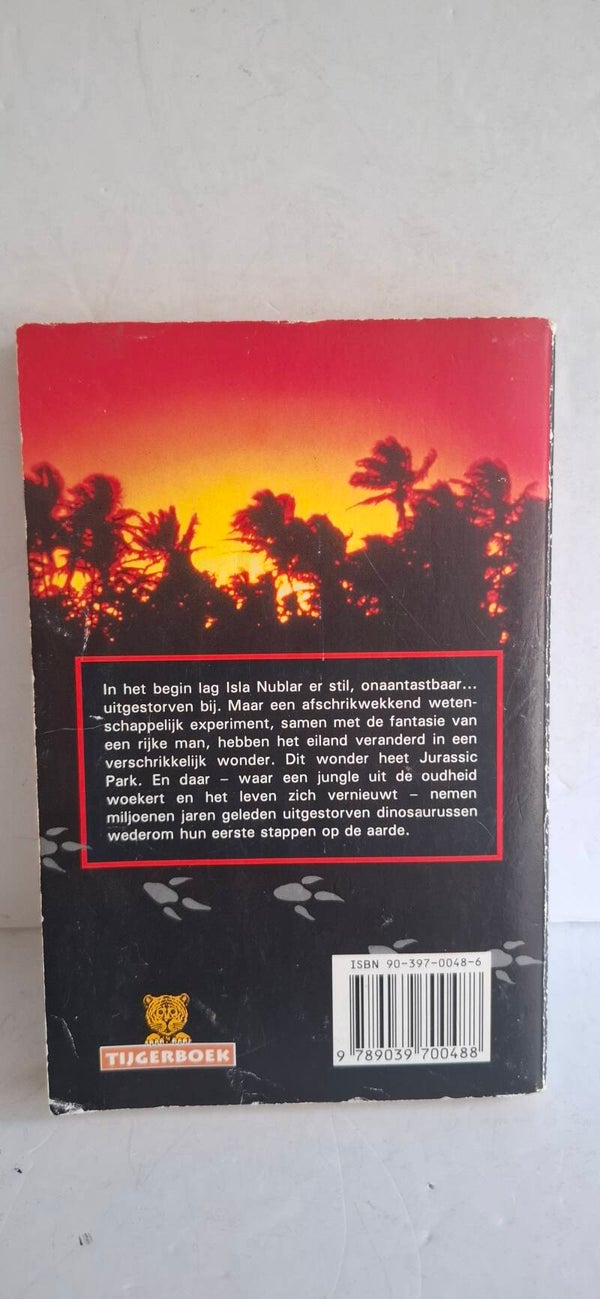 In het begin lag Isla Nublar er stil, onaantastbaar...
uitgestorven bij. Maar een afschrikwekkend weten-
schappelijk experiment, samen met de fantasie van
een rijke man, hebben het eiland veranderd in een
verschrikkelijk wonder. Dit wonder heet Jurassic
Park. En daar – waar een jungle uit de oudheid
woekert en het leven zich vernieuwt – nemen
miljoenen jaren geleden uitgestorven dinosaurussen
wederom hun eerste stappen op de aarde.
ISBN 90-397-0048-6
9 789039 700488
TIJGERBOEK